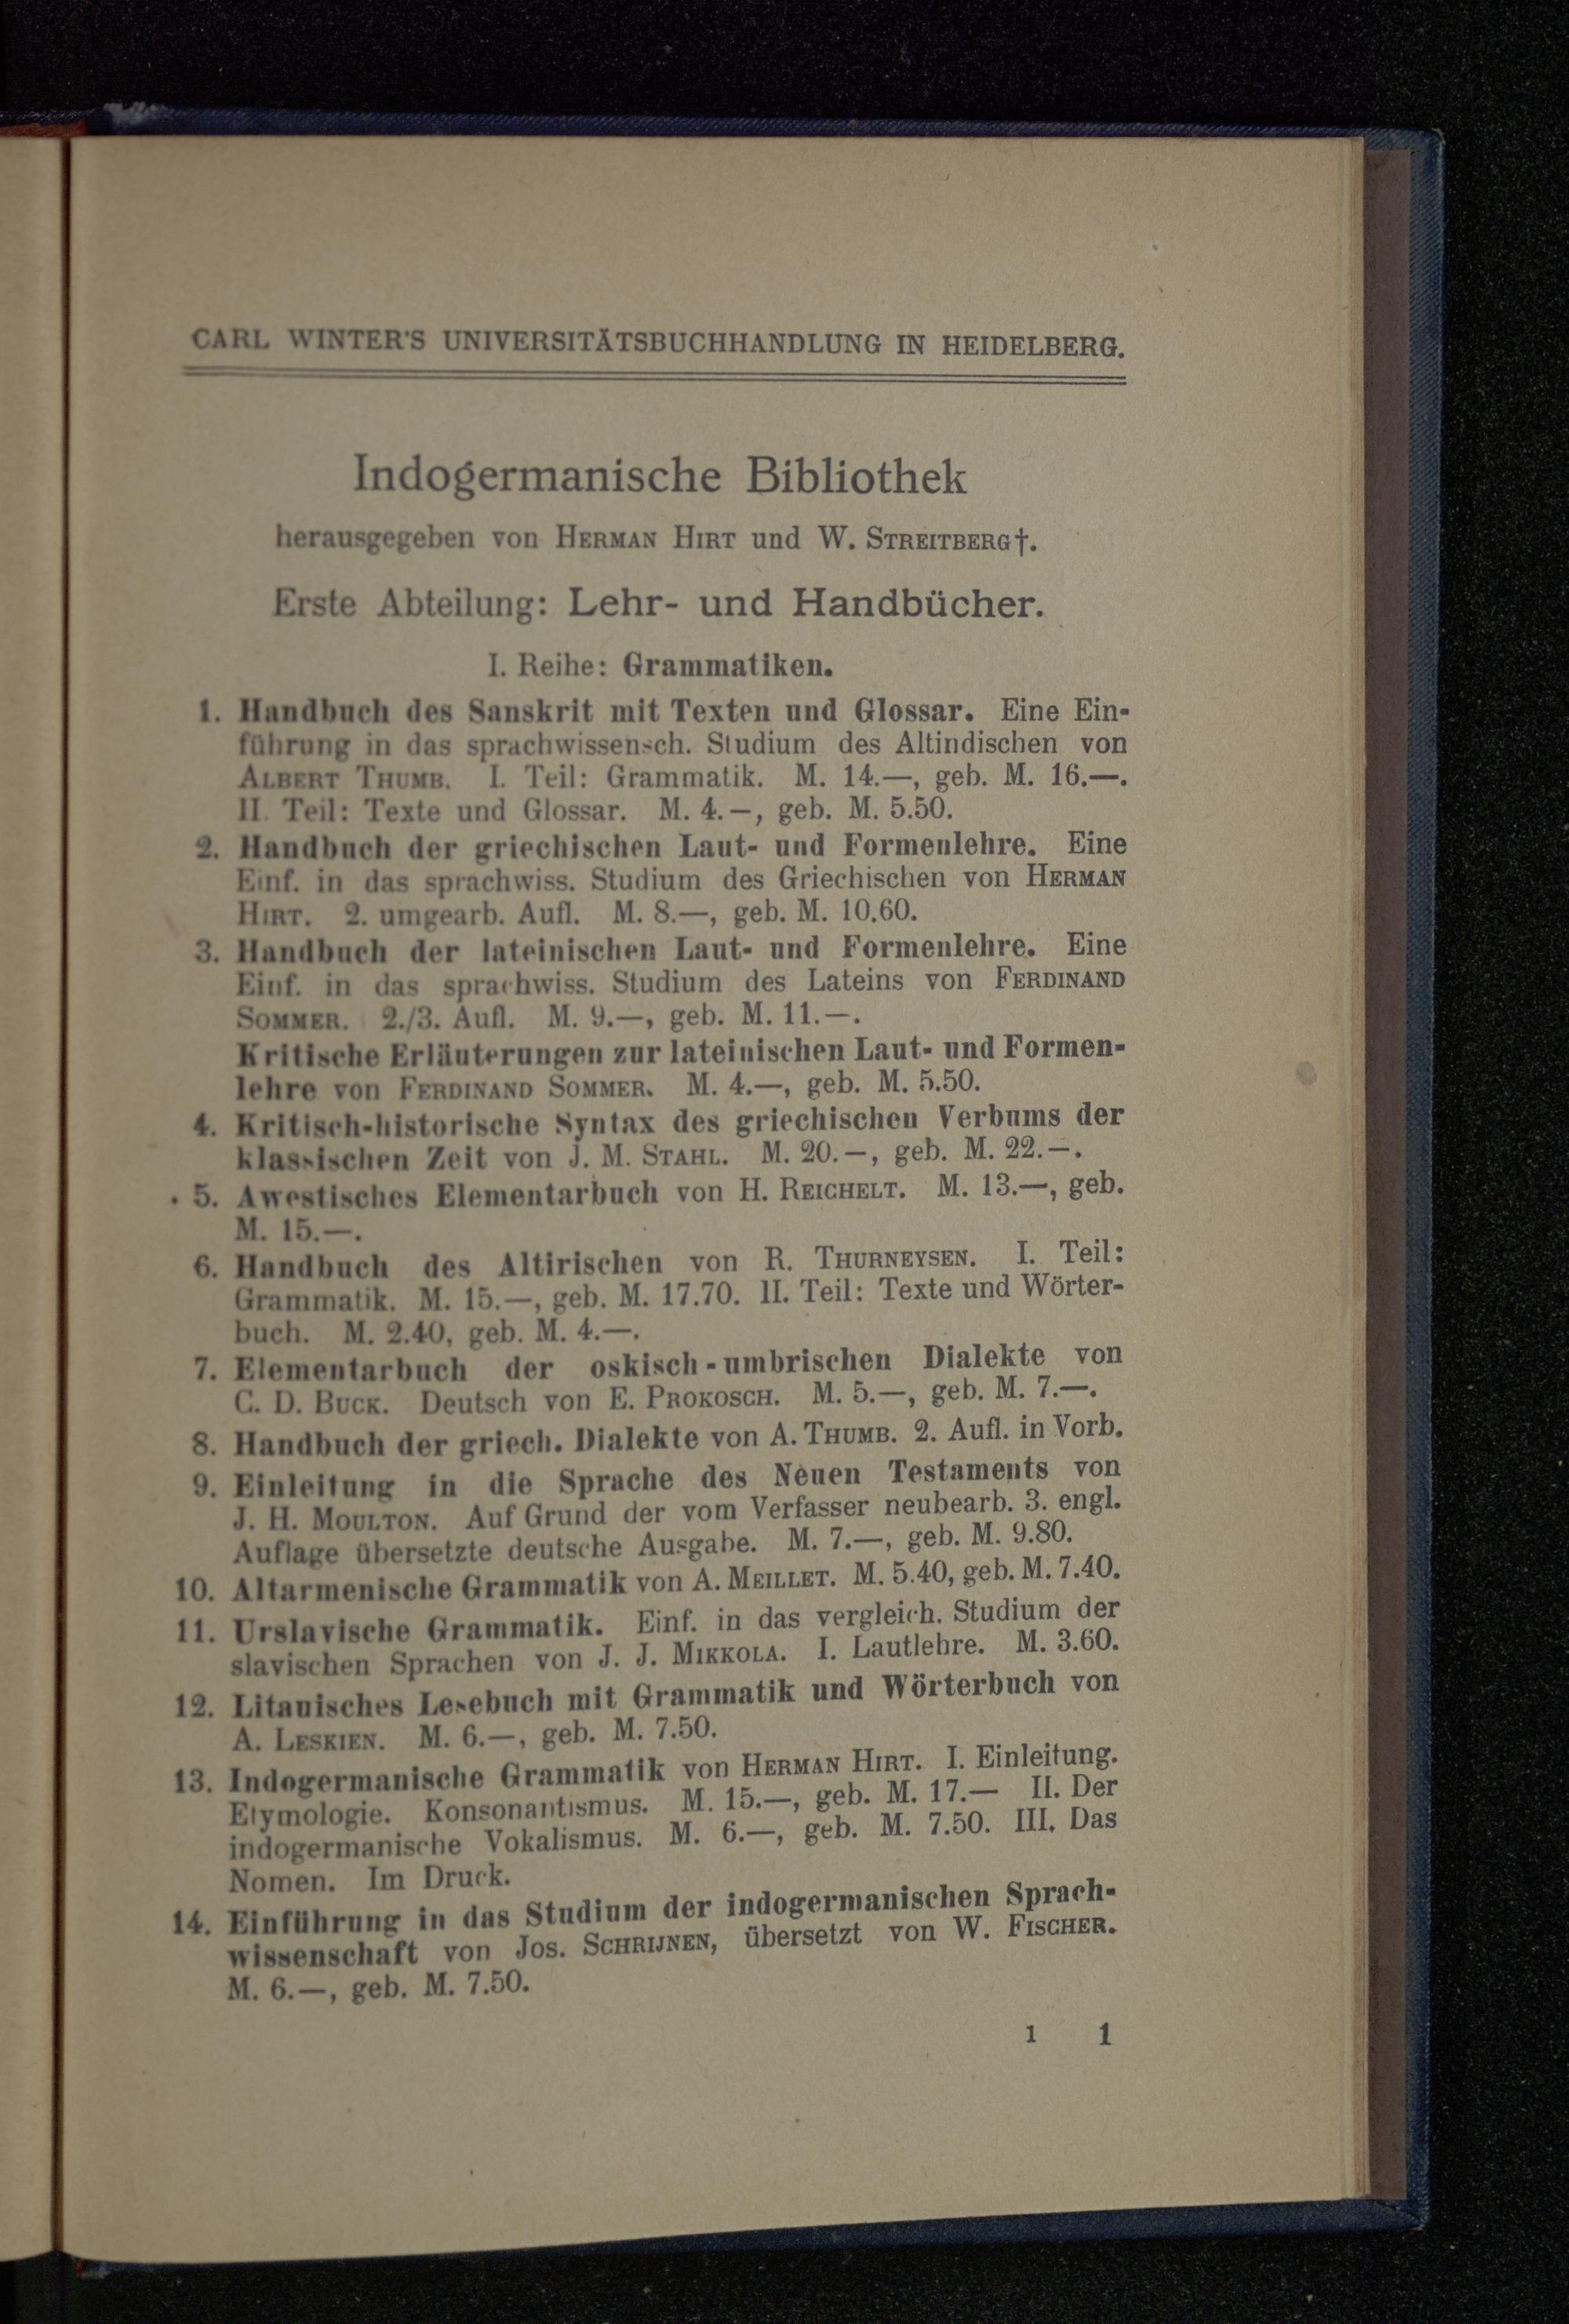 CARL WINTER'S UNIVERSITÄTSBUCHHANDLUNG IN HEIDELBERG.
Indogermanische Bibliothek
herausgegeben von HERMAN HIRT und W. STREITBERG†.
Erste Abteilung: Lehr- und Handbücher.
I. Reihe: Grammatiken.
1. Handbuch des Sanskrit mit Texten und Glossar. Eine Ein-
führung in das sprachwissensch. Studium des Altindischen von
ALBERT THUMB. I. Teil: Grammatik. M. 14.—, geb. M. 16.—.
II. Teil: Texte und Glossar. M. 4.—, geb. M. 5.50.
2. Handbuch der griechischen Laut- und Formenlehre. Eine
Einf. in das sprachwiss. Studium des Griechischen von HERMAN
HIRT. 2. umgearb. Aufl. M. 8.—, geb. M. 10.60.
3. Handbuch der lateinischen Laut- und Formenlehre. Eine
Einf. in das sprachwiss. Studium des Lateins von FERDINAND
SOMMER. 2./3. Aufl. M. 9.—, geb. M. 11.—.
Kritische Erläuterungen zur lateinischen Laut- und Formen-
lehre von FERDINAND SOMMER. M. 4.—, geb. M. 5.50.
4. Kritisch-historische Syntax des griechischen Verbums der
klassischen Zeit von J. M. STAHL. M. 20.—, geb. M. 22.—.
5. Awestisches Elementarbuch von H. REICHELT. M. 13.—, geb.
M. 15.—.
6. Handbuch des Altirischen von R. THURNEYSEN. I. Teil:
Grammatik. M. 15.—, geb. M. 17.70. II. Teil: Texte und Wörter-
buch. M. 2.40, geb. M. 4.—.
7. Elementarbuch der oskisch-umbrischen Dialekte von
C. D. BUCK. Deutsch von E. PROKOSCH. M. 5.—, geb. M. 7.—.
8. Handbuch der griech. Dialekte von A. THUMB. 2. Aufl. in Vorb.
9. Einleitung in die Sprache des Neuen Testaments von
J. H. MOULTON. Auf Grund der vom Verfasser neubearb. 3. engl.
Auflage übersetzte deutsche Ausgabe. M. 7.—, geb. M. 9.80.
10. Altarmenische Grammatik von A. MEILLET. M. 5.40, geb. M. 7.40.
11. Urslavische Grammatik. Einf. in das vergleich. Studium der
slavischen Sprachen von J. J. MIKKOLA. I. Lautlehre. M. 3.60.
12. Litauisches Lesebuch mit Grammatik und Wörterbuch von
A. LESKIEN. M. 6.—, geb. M. 7.50.
13. Indogermanische Grammatik von HERMAN HIRT. I. Einleitung.
Etymologie. Konsonantismus. M. 15.—, geb. M. 17.— II. Der
indogermanische Vokalismus. M. 6.—, geb. M. 7.50. III. Das
Nomen. Im Druck.
14. Einführung in das Studium der indogermanischen Sprach-
wissenschaft von JOS. SCHRIJNEN, übersetzt von W. FISCHER.
M. 6.—, geb. M. 7.50.
1 1